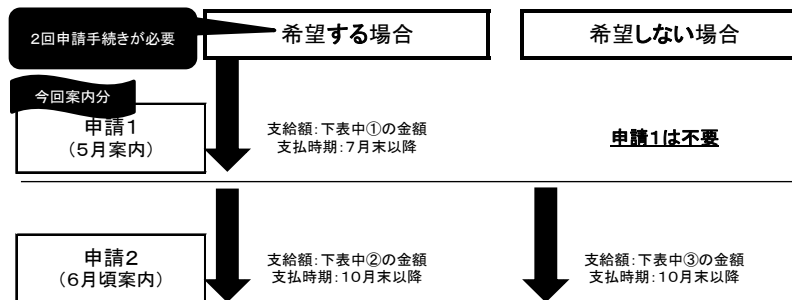 2回申請手続きが必要
希望する場合
希望しない場合
今回案内分
申請1
(5月案内)
支給額:下表中①の金額
支払時期:7月末以降
申請1は不要
申請2
(6月頃案内)
支給額:下表中②の金額
支払時期:10月末以降
支給額:下表中③の金額
支払時期:10月末以降